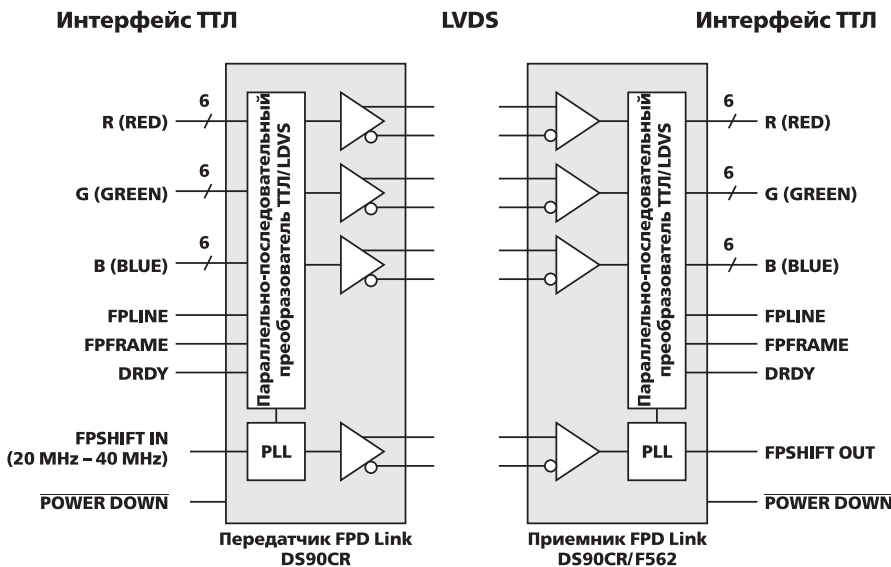 Интерфейс ТТЛ
LVDS
Интерфейс ТТЛ
6
R (RED)
6
G (GREEN)
6
B (BLUE)
FPLINE
FPFRAME
DRDY
FPSHIFT IN
(20 MHz – 40 MHz)
POWER DOWN
Параллельно-последовательный
преобразователь ТТЛ/LDVS
PLL
Передатчик FPD Link
DS90CR
Параллельно-последовательный
преобразователь ТТЛ/LDVS
PLL
Приемник FPD Link
DS90CR/F562
6
R (RED)
6
G (GREEN)
6
B (BLUE)
FPLINE
FPFRAME
DRDY
FPSHIFT OUT
POWER DOWN